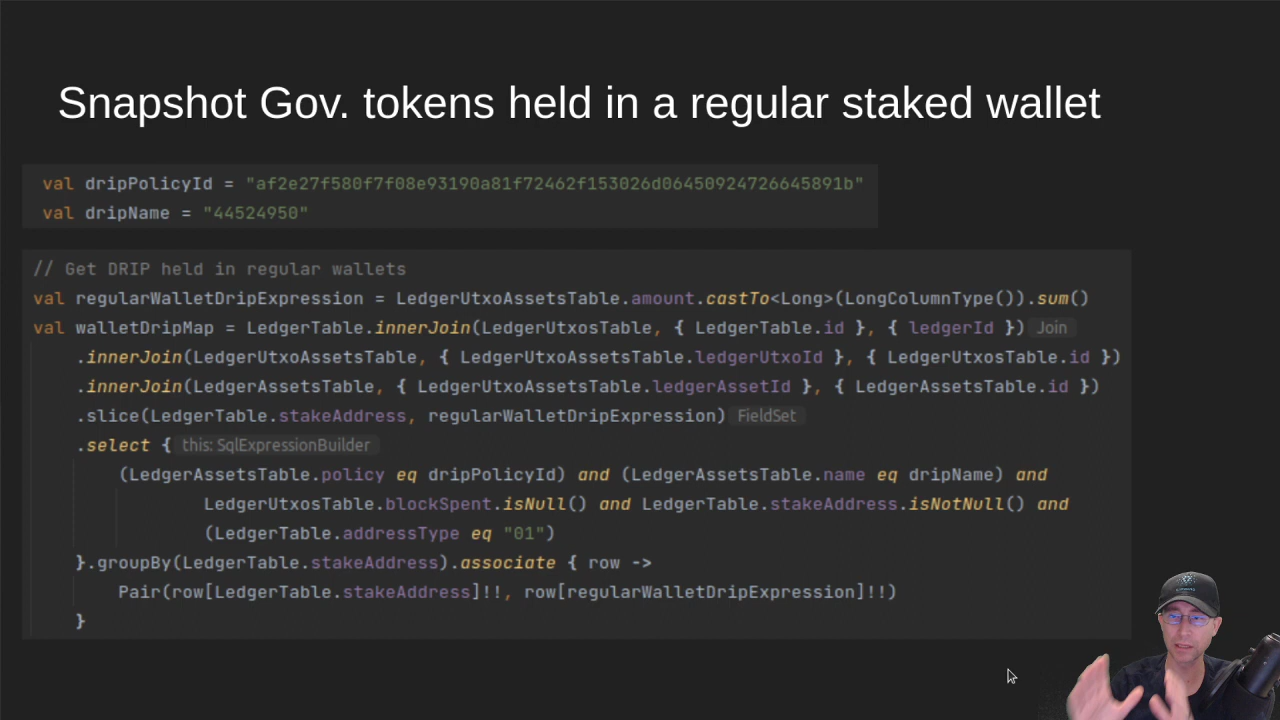 Snapshot Gov. tokens held in a regular staked wallet
val dripPolicyId = "af2e27f580f7f08e93190a81f72462f153026d06450924726645891b"
val dripName = "44524950"
// Get DRIP held in regular wallets
val regularWalletDripExpression = LedgerUtxoAssetsTable.amount.castTo<Long>(LongColumnType()).sum()
val walletDripMap = LedgerTable.innerJoin(LedgerUtxosTable, { LedgerTable.id }, { ledgerId }) Join
.innerJoin(LedgerUtxoAssetsTable, { LedgerUtxoAssetsTable.ledgerUtxoId }, { LedgerUtxosTable.id })
.innerJoin(LedgerAssetsTable, { LedgerUtxoAssetsTable.ledgerAssetId }, { LedgerAssetsTable.id })
.slice(LedgerTable.stakeAddress, regularWalletDripExpression) FieldSet
.select { this: SqlExpressionBuilder
(LedgerAssetsTable.policy eq dripPolicyId) and (LedgerAssetsTable.name eq dripName) and
LedgerUtxosTable.blockSpent.isNull() and LedgerTable.stakeAddress.isNotNull() and
(LedgerTable.addressType eq "01")
}.groupBy(LedgerTable.stakeAddress).associate { row ->
Pair(row[LedgerTable.stakeAddress]!!, row[regularWalletDripExpression]!!)
}